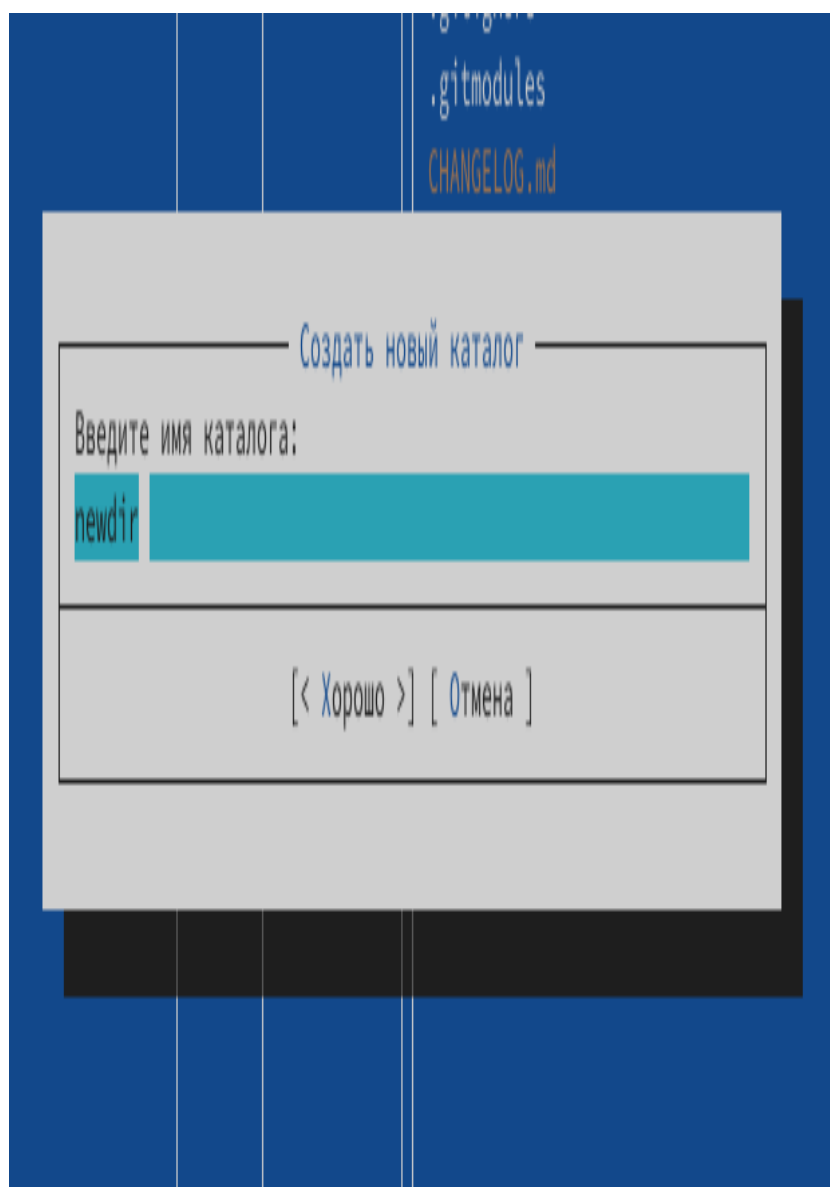 .gitmodules
CHANGELOG.md
Создать новый каталог
Введите имя каталога:
newdir
[< Хорошо >] [ Отмена ]